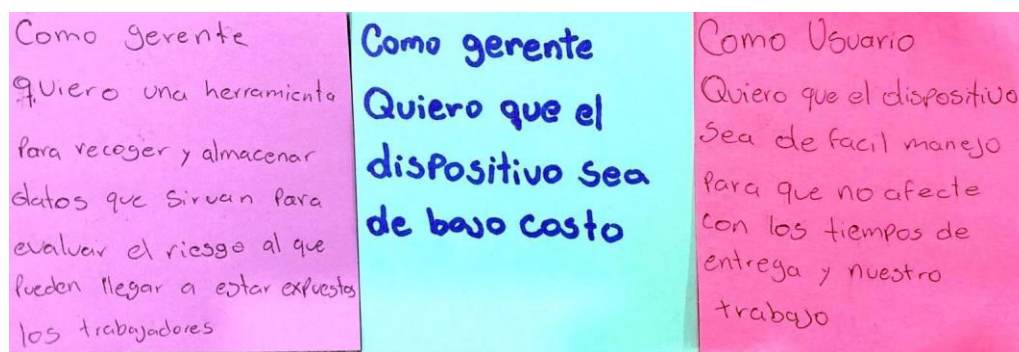 Como gerente
quiero una herramienta
Para recoger y almacenar
datos que Sirvan Para
evaluar el riesgo al que
Pueden llegar a estar expuestos
los trabajadores
Como gerente
Quiero que el
disPositivo sea
de bajo costo
Como Usuario
Quiero que el dispositivo
Sea de facil manejo
Para que no afecte
con los tiempos de
entrega y nuestro
trabajo